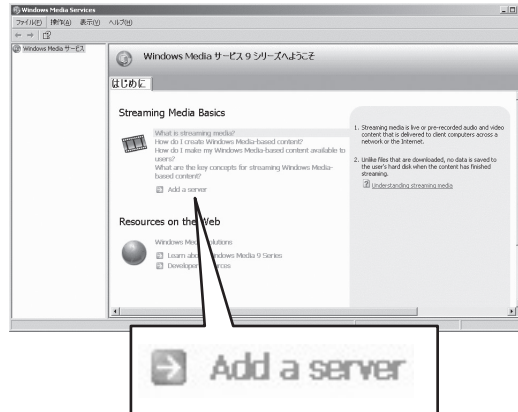 Windows Media Services
ファイル(F) 操作(A) 表示(V) ヘルプ(H)
Windows Media サービス
Windows Media サービス 9 シリーズへようこそ
はじめに
Streaming Media Basics
What is streaming media?
How do I create Windows Media-based content?
How do I make my Windows Media-based content available to
users?
What are the key concepts for streaming Windows Media-
based content?
Add a server
Resources on the Web
Windows Media
Learn Windows Media 9 Series
Developer
1. Streaming media is live or pre-recorded audio and video
content that is delivered to client computers across a
network or the Internet.
2. Unlike files that are downloaded, no data is saved to
the user's hard disk when the content has finished
streaming.
Understanding streaming media
Add a server